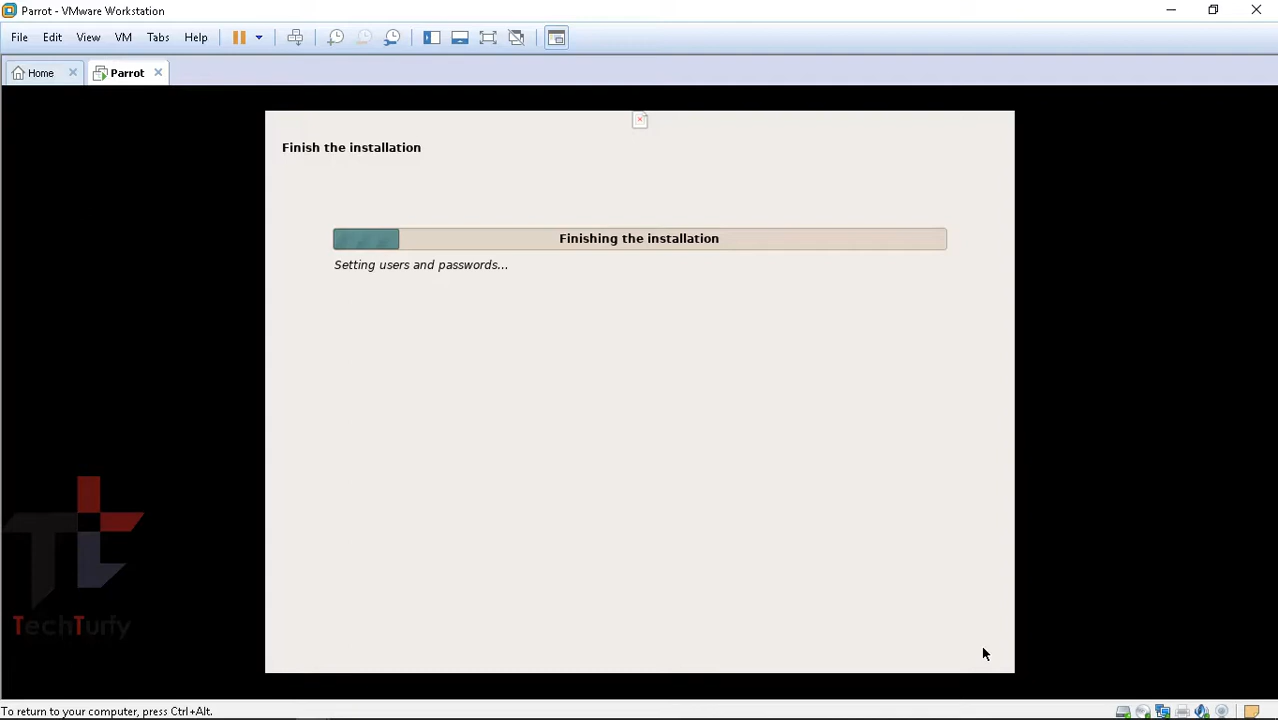 Parrot - VMware Workstation
File Edit View VM Tabs Help
Home Parrot
Finish the installation
Finishing the installation
Setting users and passwords...
TechTurfy
To return to your computer, press Ctrl+Alt.